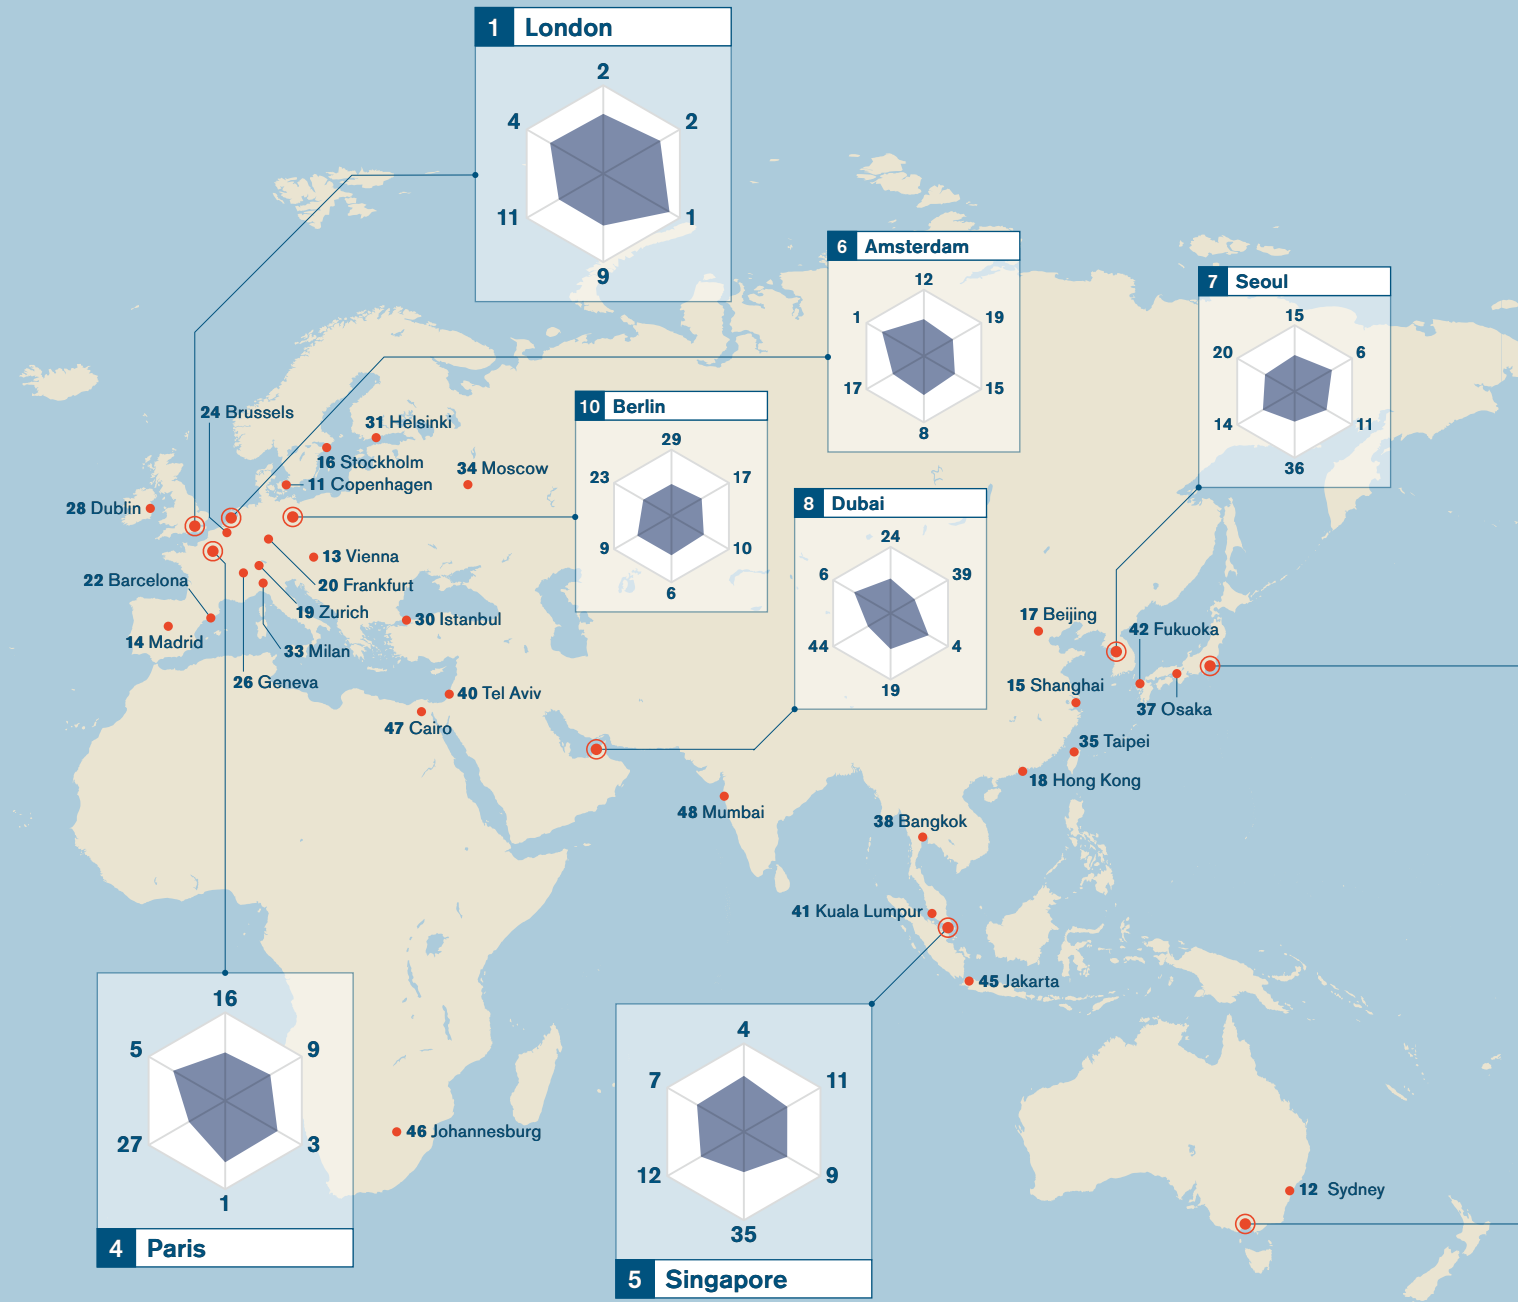 1 London
2
4
2
11
1
9
6 Amsterdam
12
1
19
17
15
8
7 Seoul
15
20
6
14
11
36
10 Berlin
29
23
17
9
10
6
8 Dubai
24
6
39
44
4
19
24 Brussels
31 Helsinki
16 Stockholm
34 Moscow
11 Copenhagen
28 Dublin
13 Vienna
22 Barcelona
20 Frankfurt
19 Zurich
30 Istanbul
14 Madrid
33 Milan
26 Geneva
40 Tel Aviv
47 Cairo
17 Beijing
42 Fukuoka
15 Shanghai
37 Osaka
35 Taipei
18 Hong Kong
48 Mumbai
38 Bangkok
41 Kuala Lumpur
45 Jakarta
46 Johannesburg
12 Sydney
16
5
9
27
3
1
4 Paris
4
7
11
12
9
35
5 Singapore